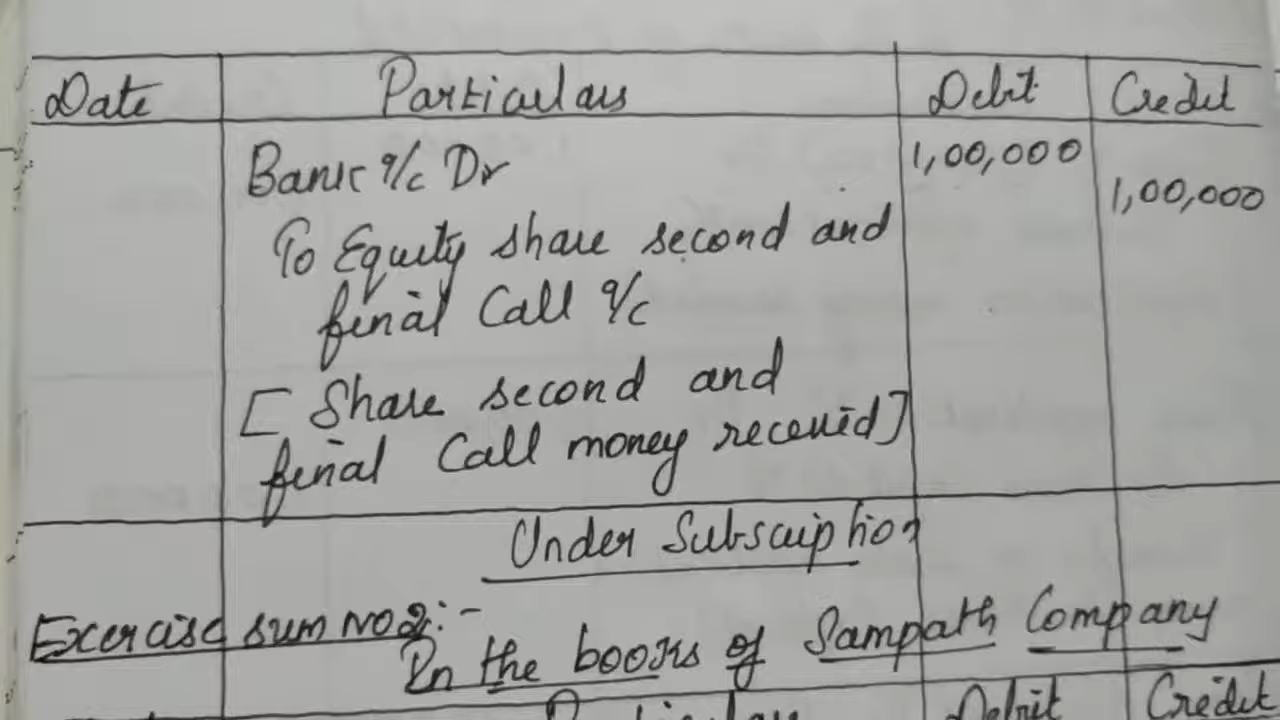 Date Particulars Debit Credit
Bank a/c Dr 1,00,000
1,00,000
To Equity share second and
final Call a/c
[ Share second and
final Call money received]
Under Subscription
Exercise sum no 2:-
In the books of Sampath Company
Particulars Debit Credit